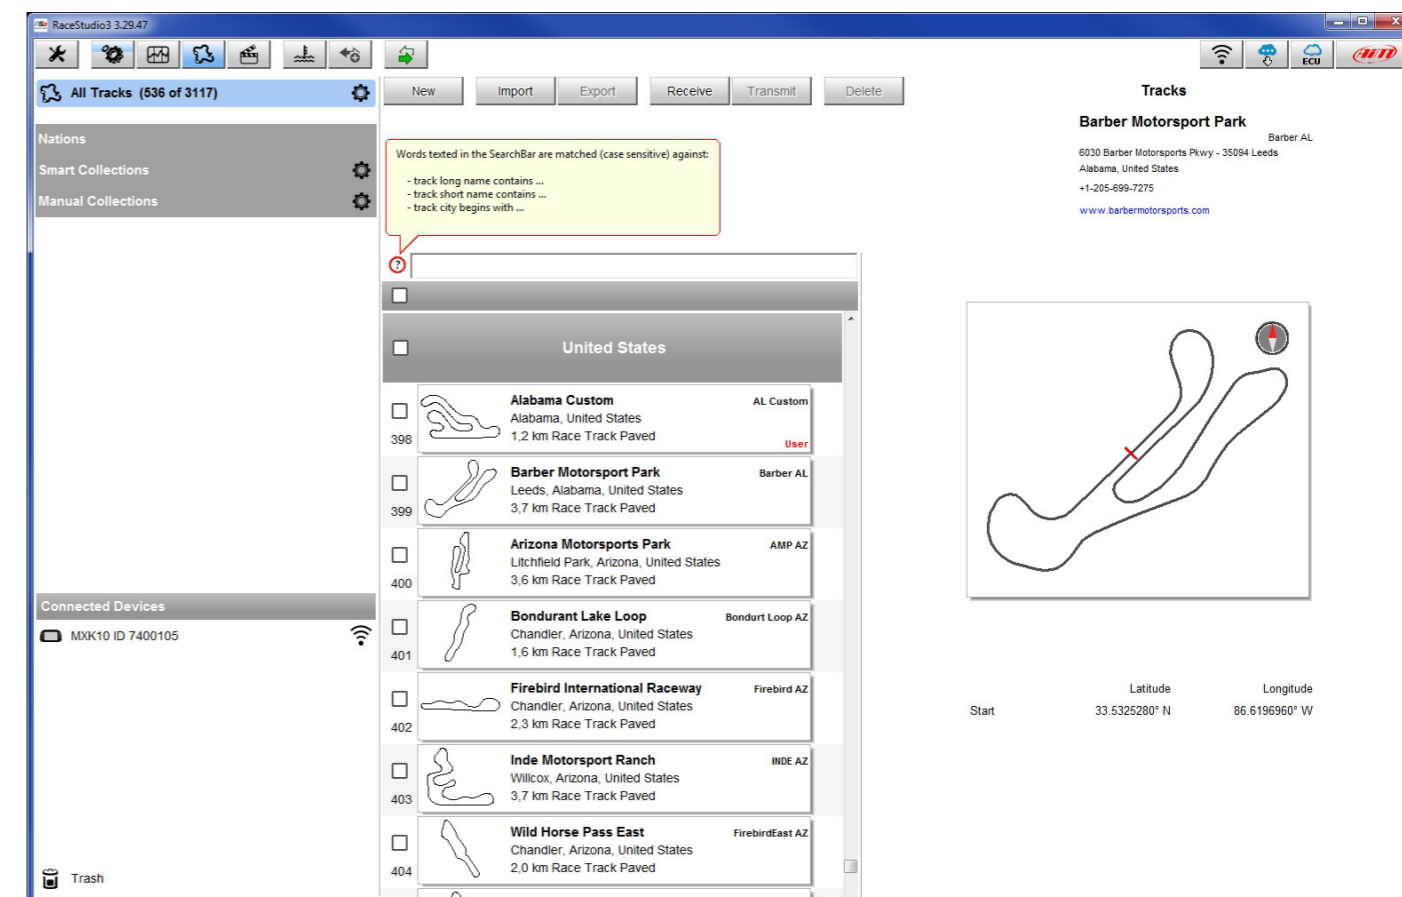 RaceStudio3 3.29.47
ECU
AiM
All Tracks (536 of 3117)
Nations
Smart Collections
Manual Collections
Connected Devices
MXK10 ID 7400105
Trash
New Import Export Receive Transmit Delete
Words texted in the SearchBar are matched (case sensitive) against:
- track long name contains ...
- track short name contains ...
- track city begins with ...
?
United States
Alabama Custom AL Custom
Alabama, United States
1,2 km Race Track Paved
398 User
Barber Motorsport Park Barber AL
Leeds, Alabama, United States
3,7 km Race Track Paved
399
Arizona Motorsports Park AMP AZ
Litchfield Park, Arizona, United States
3,6 km Race Track Paved
400
Bondurant Lake Loop Bondurt Loop AZ
Chandler, Arizona, United States
1,6 km Race Track Paved
401
Firebird International Raceway Firebird AZ
Chandler, Arizona, United States
2,3 km Race Track Paved
402
Inde Motorsport Ranch INDE AZ
Willcox, Arizona, United States
3,7 km Race Track Paved
403
Wild Horse Pass East FirebirdEast AZ
Chandler, Arizona, United States
2,0 km Race Track Paved
404
Tracks
Barber Motorsport Park
Barber AL
6030 Barber Motorsports Pkwy - 35094 Leeds
Alabama, United States
+1-205-699-7275
www.barbermotorsports.com
Latitude Longitude
Start 33.5325280° N 86.6196960° W